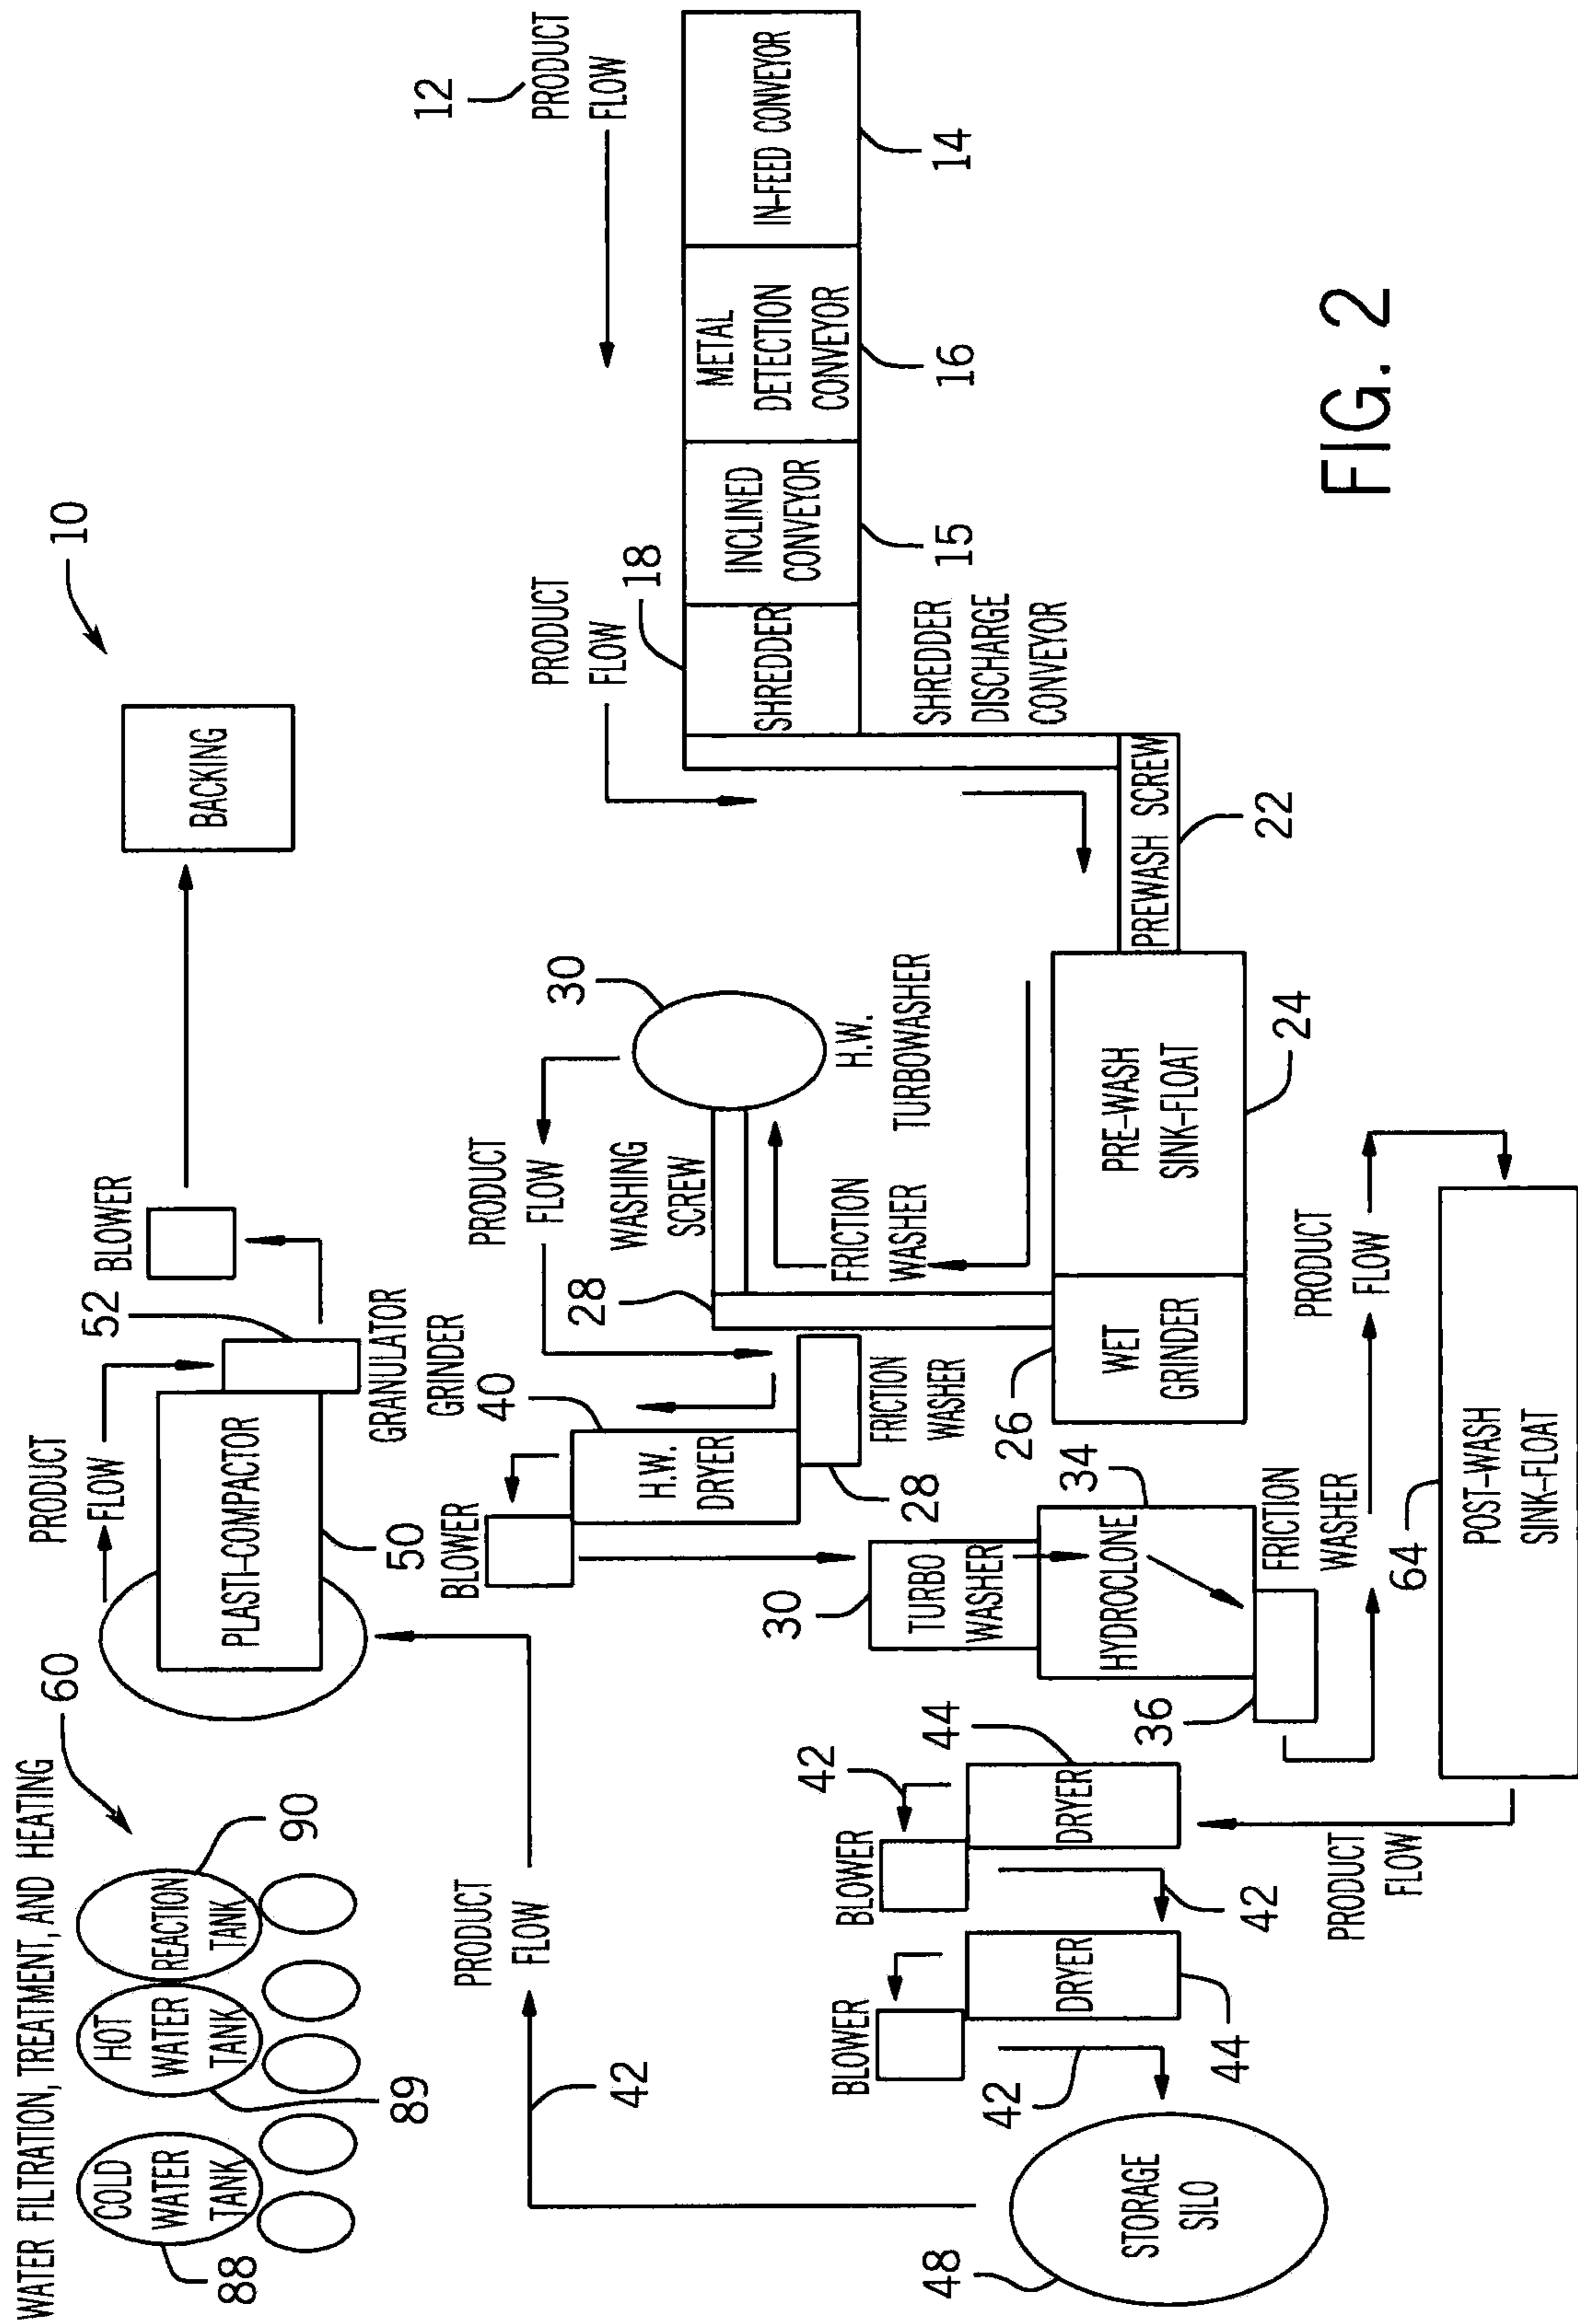 WATER FILTRATION, TREATMENT, AND HEATING
60
10
COLD
WATER
TANK
HOT
WATER
TANK
REACTION
TANK
88
89
90
PRODUCT
FLOW
PLASTI-COMPACTOR
50
52
GRANULATOR
GRINDER
BLOWER
BACKING
PRODUCT
FLOW
42
BLOWER
H.W.
DRYER
40
FRICTION
WASHER
28
PRODUCT
FLOW
WASHING
SCREW
28
30
H.W.
TURBOWASHER
FRICTION
WASHER
PRODUCT
FLOW
18
12
PRODUCT
FLOW
SHREDDER
INCLINED
CONVEYOR
METAL
DETECTION
CONVEYOR
IN-FEED CONVEYOR
15
16
14
SHREDDER
DISCHARGE
CONVEYOR
PREWASH SCREW
22
PRE-WASH
SINK-FLOAT
24
WET
GRINDER
26
30
TURBO
WASHER
HYDROCLONE
34
36
FRICTION
WASHER
PRODUCT
FLOW
BLOWER
42
44
DRYER
BLOWER
DRYER
42
44
42
STORAGE
SILO
48
PRODUCT
FLOW
64
POST-WASH
SINK-FLOAT
FIG. 2